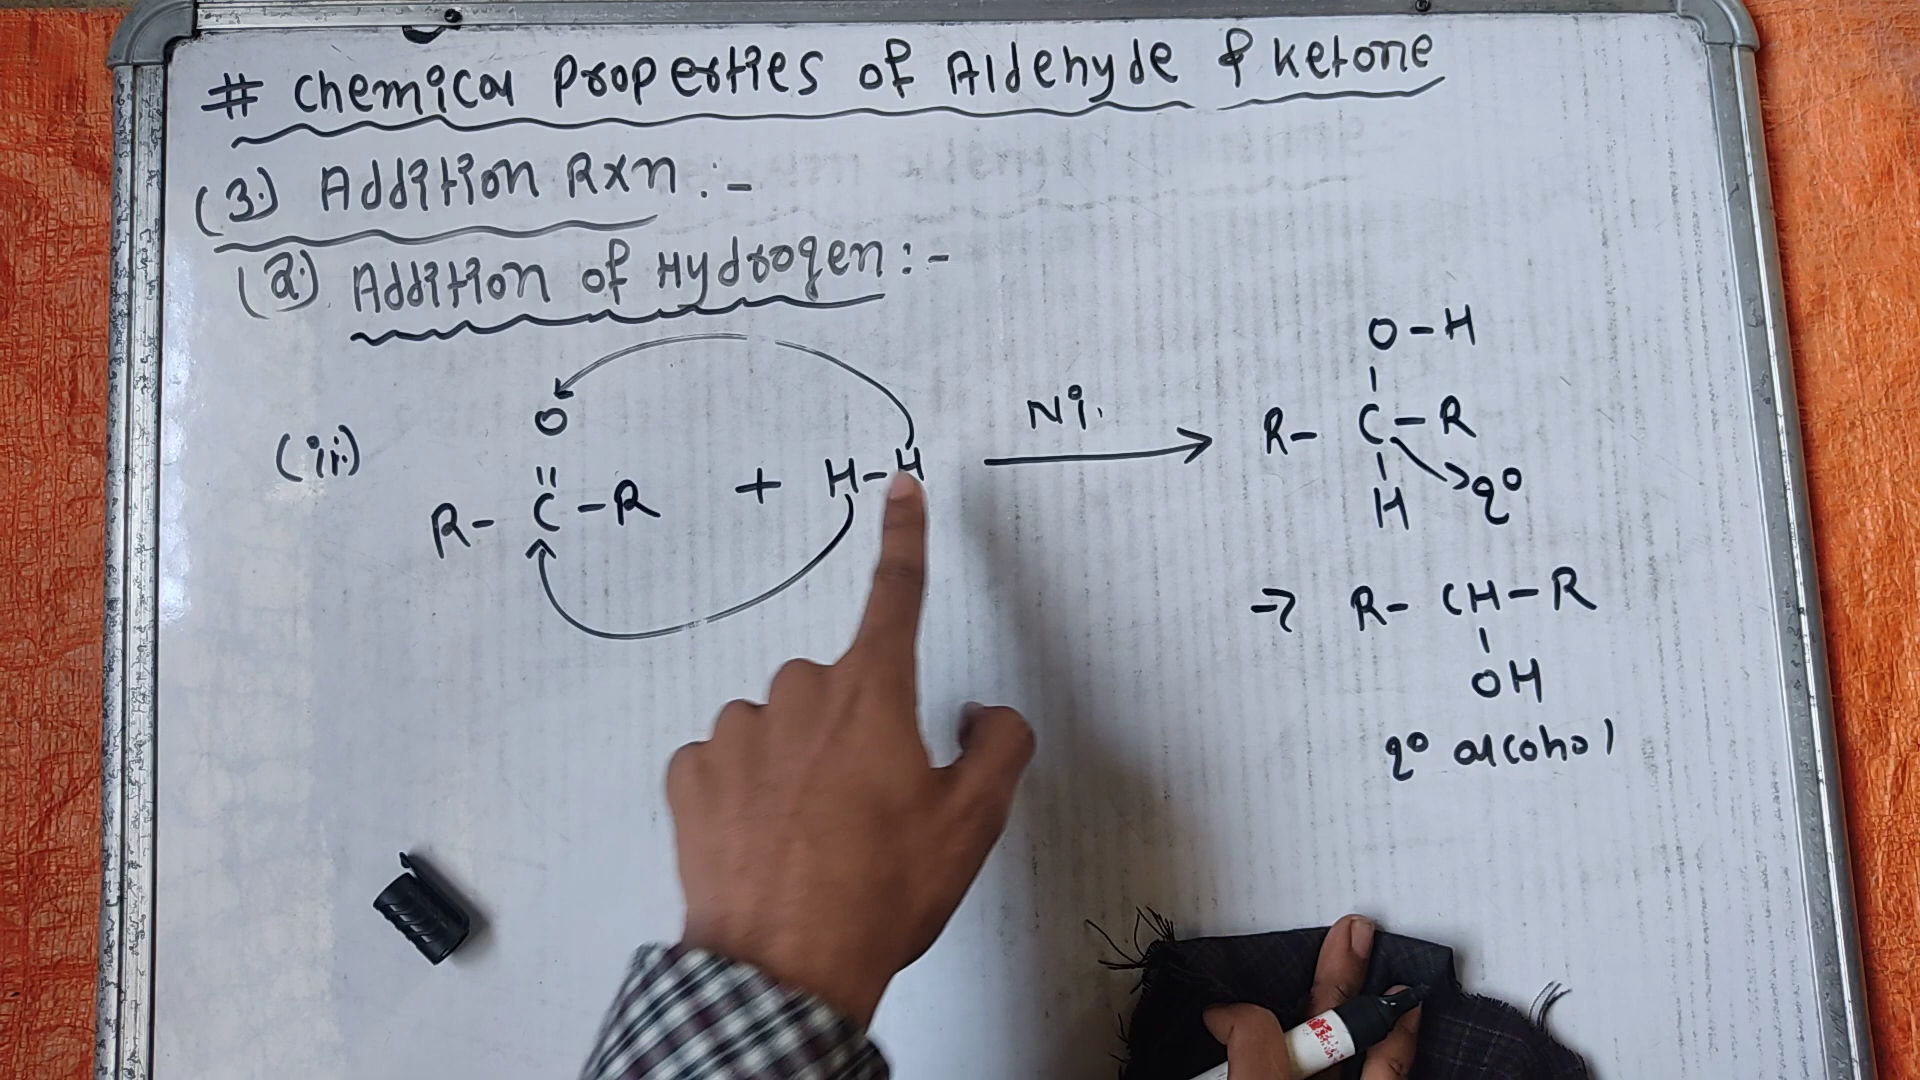 # Chemical Properties of Aldehyde & Ketone
(3.) Addition Rxn :-
(a.) Addition of Hydrogen :-
(ii)
O
||
R- C -R + H-H
Ni.
O-H
|
R- C -R
|
H
2°
→ R- CH-R
|
OH
2° alcohol